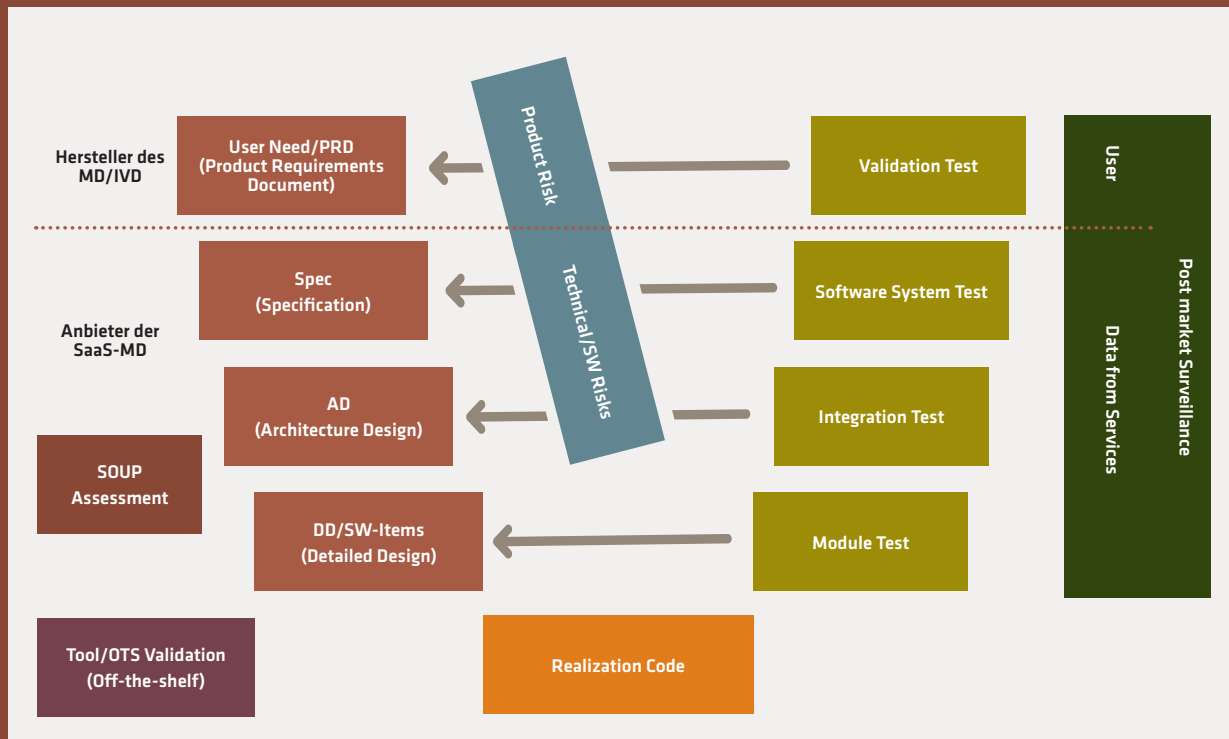 Hersteller des
MD/IVD
User Need/PRD
(Product Requirements
Document)
Product Risk
Validation Test
User
Spec
(Specification)
Technical/SW Risks
Software System Test
Post market Surveillance
Data from Services
Anbieter der
SaaS-MD
AD
(Architecture Design)
Integration Test
SOUP
Assessment
DD/SW-Items
(Detailed Design)
Module Test
Tool/OTS Validation
(Off-the-shelf)
Realization Code